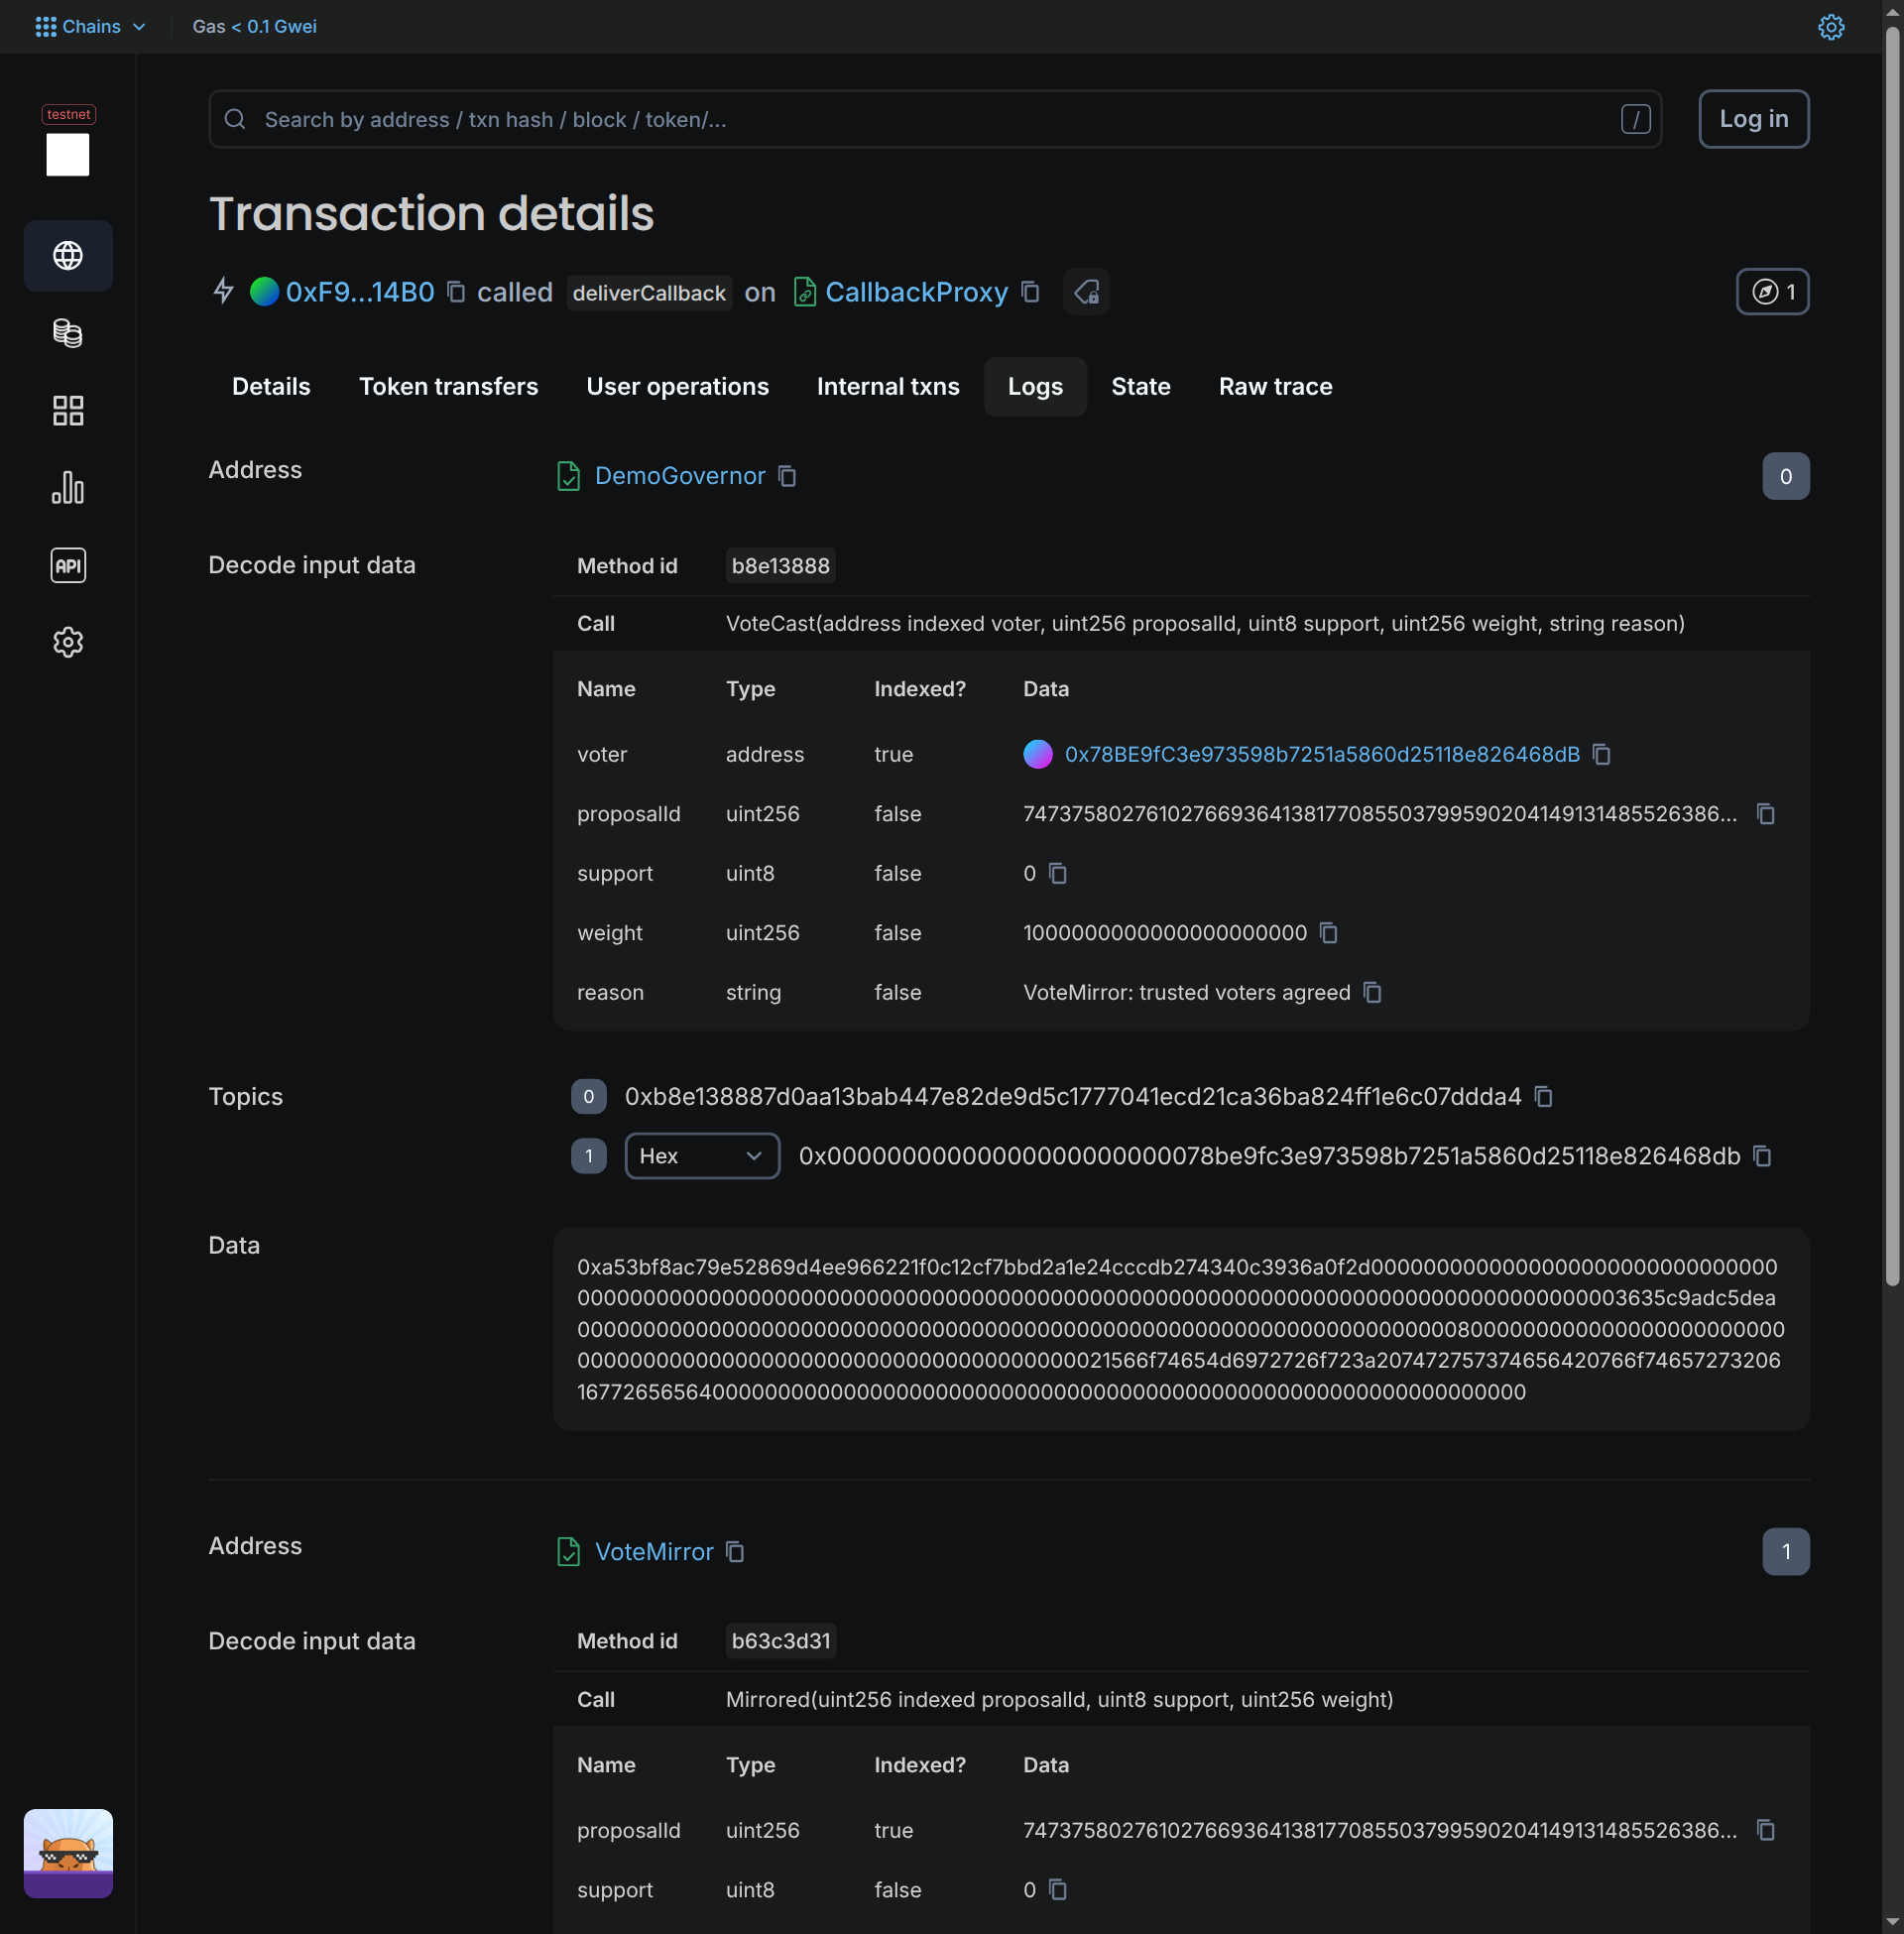 Chains
Gas < 0.1 Gwei
testnet
Search by address / txn hash / block / token/...
/
Log in
Transaction details
0xF9...14B0 called deliverCallback on CallbackProxy
1
Details Token transfers User operations Internal txns Logs State Raw trace
Address DemoGovernor 0
Decode input data Method id b8e13888
Call VoteCast(address indexed voter, uint256 proposalId, uint8 support, uint256 weight, string reason)
Name Type Indexed? Data
voter address true 0x78BE9fC3e973598b7251a5860d25118e826468dB
proposalId uint256 false 747375802761027669364138177085503799590204149131485526386...
support uint8 false 0
weight uint256 false 1000000000000000000000
reason string false VoteMirror: trusted voters agreed
Topics 0 0xb8e138887d0aa13bab447e82de9d5c1777041ecd21ca36ba824ff1e6c07ddda4
1 Hex 0x00000000000000000000000078be9fc3e973598b7251a5860d25118e826468db
Data
Address VoteMirror 1
Decode input data Method id b63c3d31
Call Mirrored(uint256 indexed proposalId, uint8 support, uint256 weight)
Name Type Indexed? Data
proposalId uint256 true 747375802761027669364138177085503799590204149131485526386...
support uint8 false 0
API